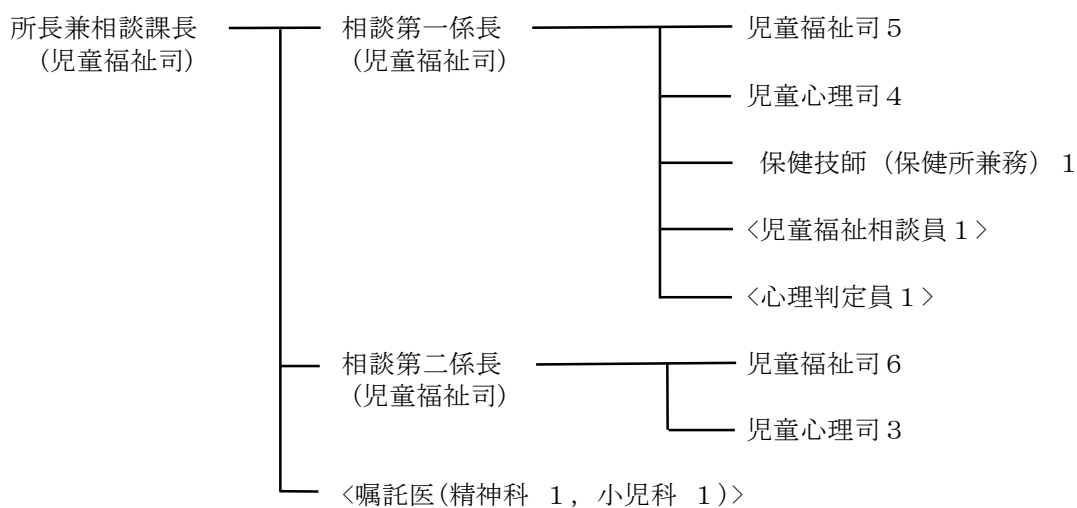 所長兼相談課長
(児童福祉司)
相談第一係長
(児童福祉司)
児童福祉司5
児童心理司4
保健技師(保健所兼務)1
<児童福祉相談員1>
<心理判定員1>
相談第二係長
(児童福祉司)
児童福祉司6
児童心理司3
<嘱託医(精神科 1, 小児科 1)>